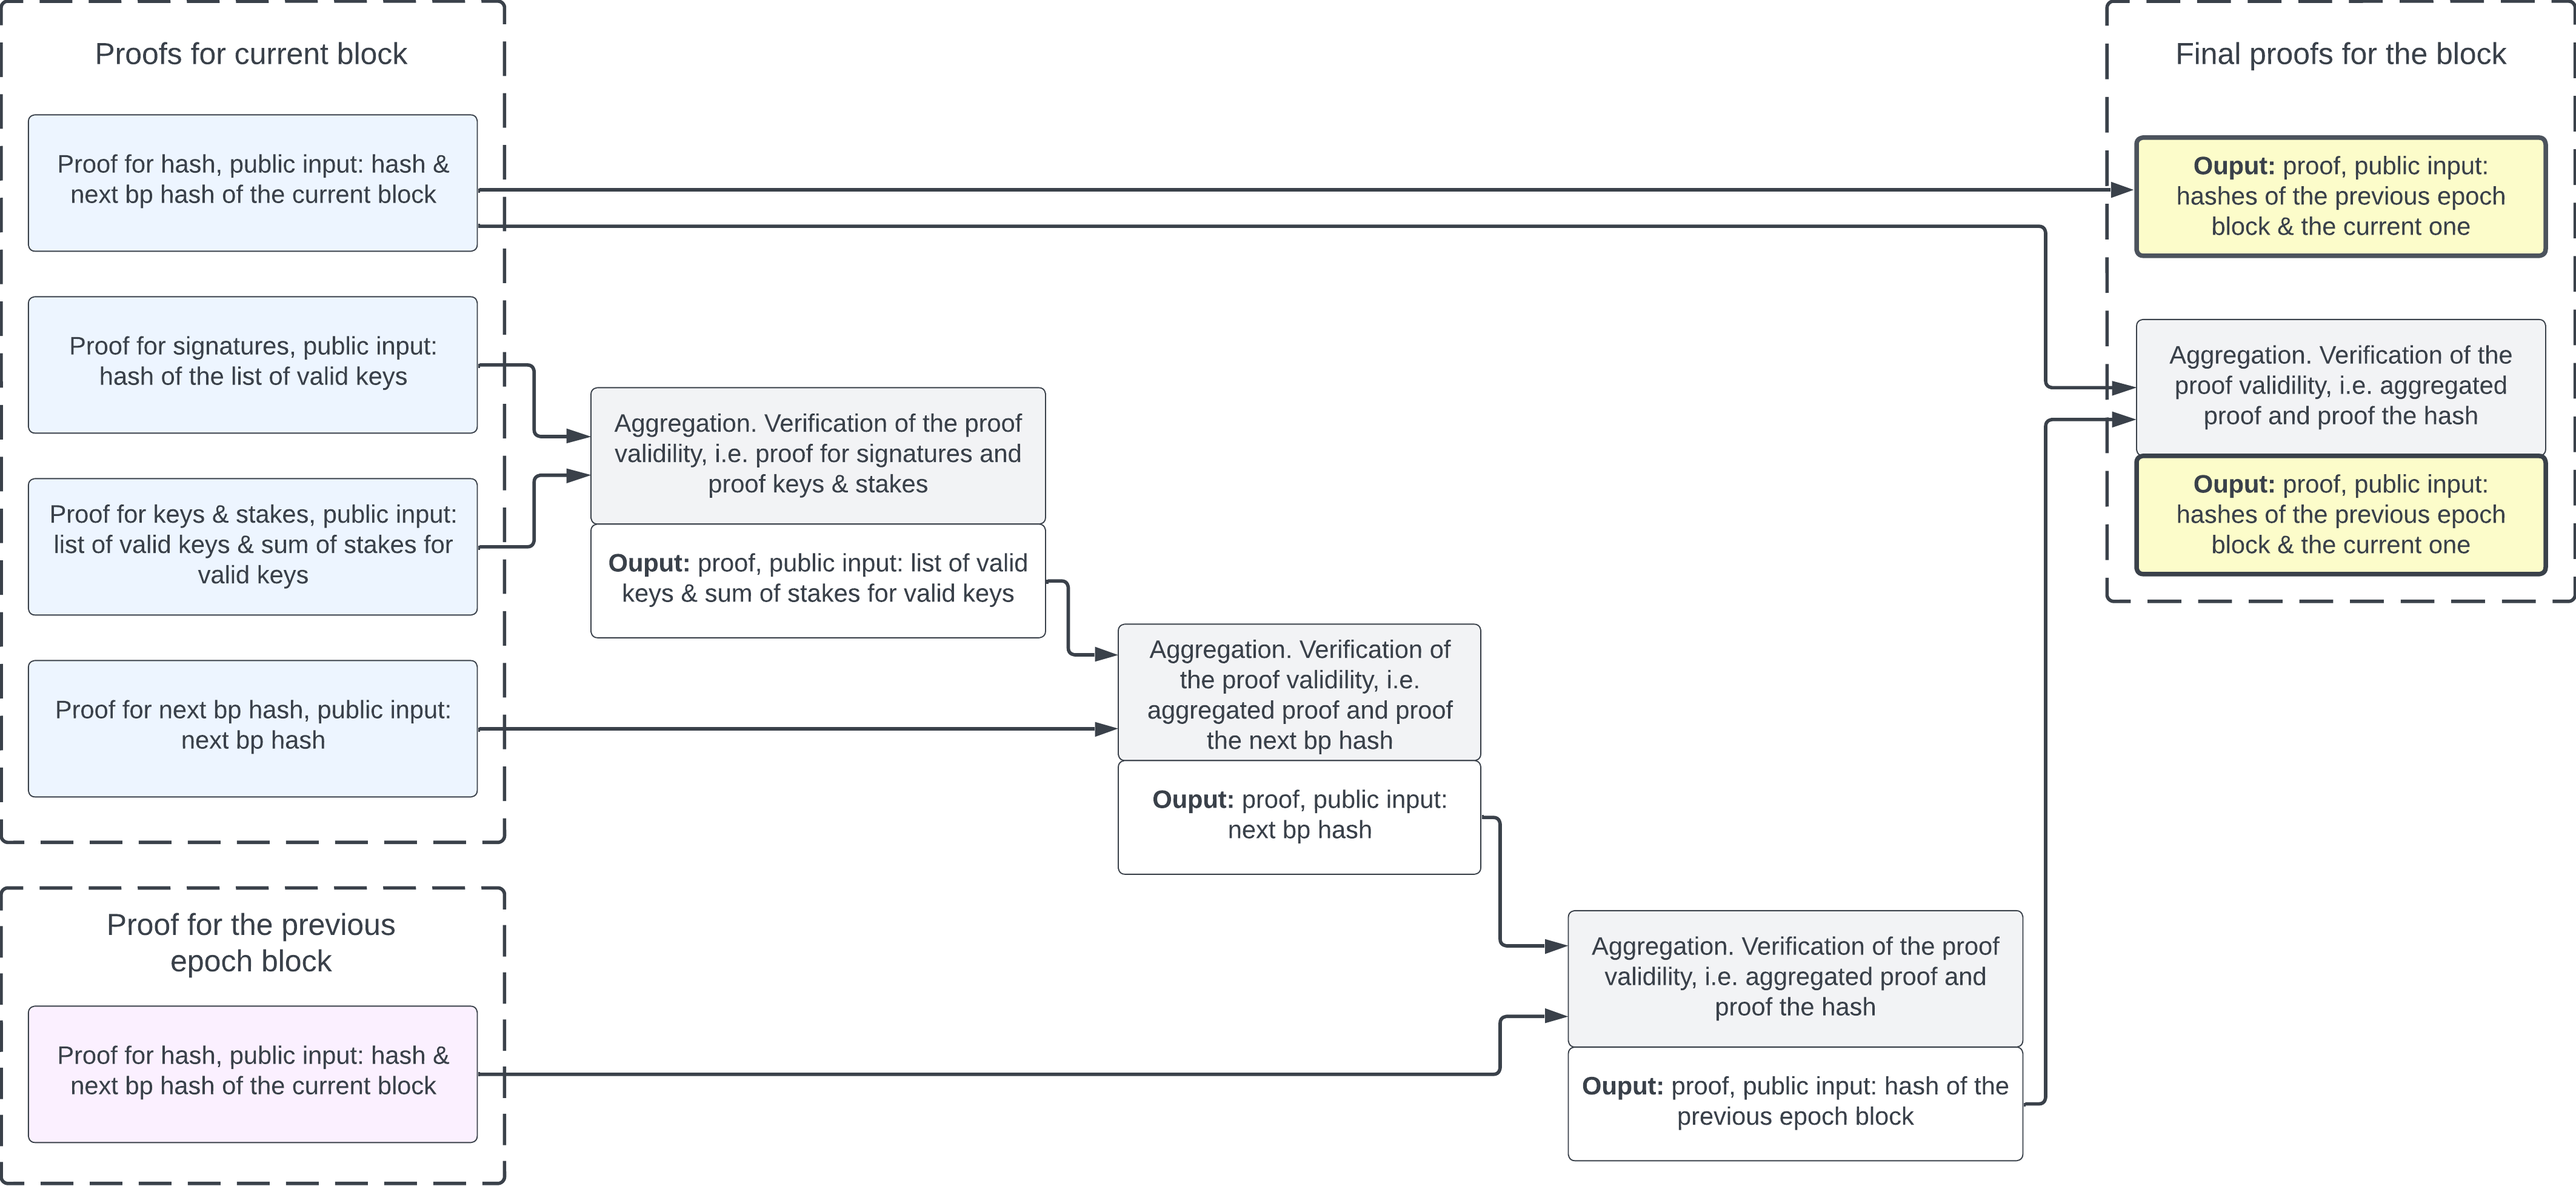 Proofs for current block
Proof for hash, public input: hash &
next bp hash of the current block
Proof for signatures, public input:
hash of the list of valid keys
Proof for keys & stakes, public input:
list of valid keys & sum of stakes for
valid keys
Proof for next bp hash, public input:
next bp hash
Proof for the previous
epoch block
Proof for hash, public input: hash &
next bp hash of the current block
Aggregation. Verification of the proof
validility, i.e. proof for signatures and
proof keys & stakes
Ouput: proof, public input: list of valid
keys & sum of stakes for valid keys
Aggregation. Verification of
the proof validility, i.e.
aggregated proof and proof
the next bp hash
Ouput: proof, public input:
next bp hash
Aggregation. Verification of the proof
validility, i.e. aggregated proof and
proof the hash
Ouput: proof, public input: hash of the
previous epoch block
Final proofs for the block
Ouput: proof, public input:
hashes of the previous epoch
block & the current one
Aggregation. Verification of the
proof validility, i.e. aggregated
proof and proof the hash
Ouput: proof, public input:
hashes of the previous epoch
block & the current one